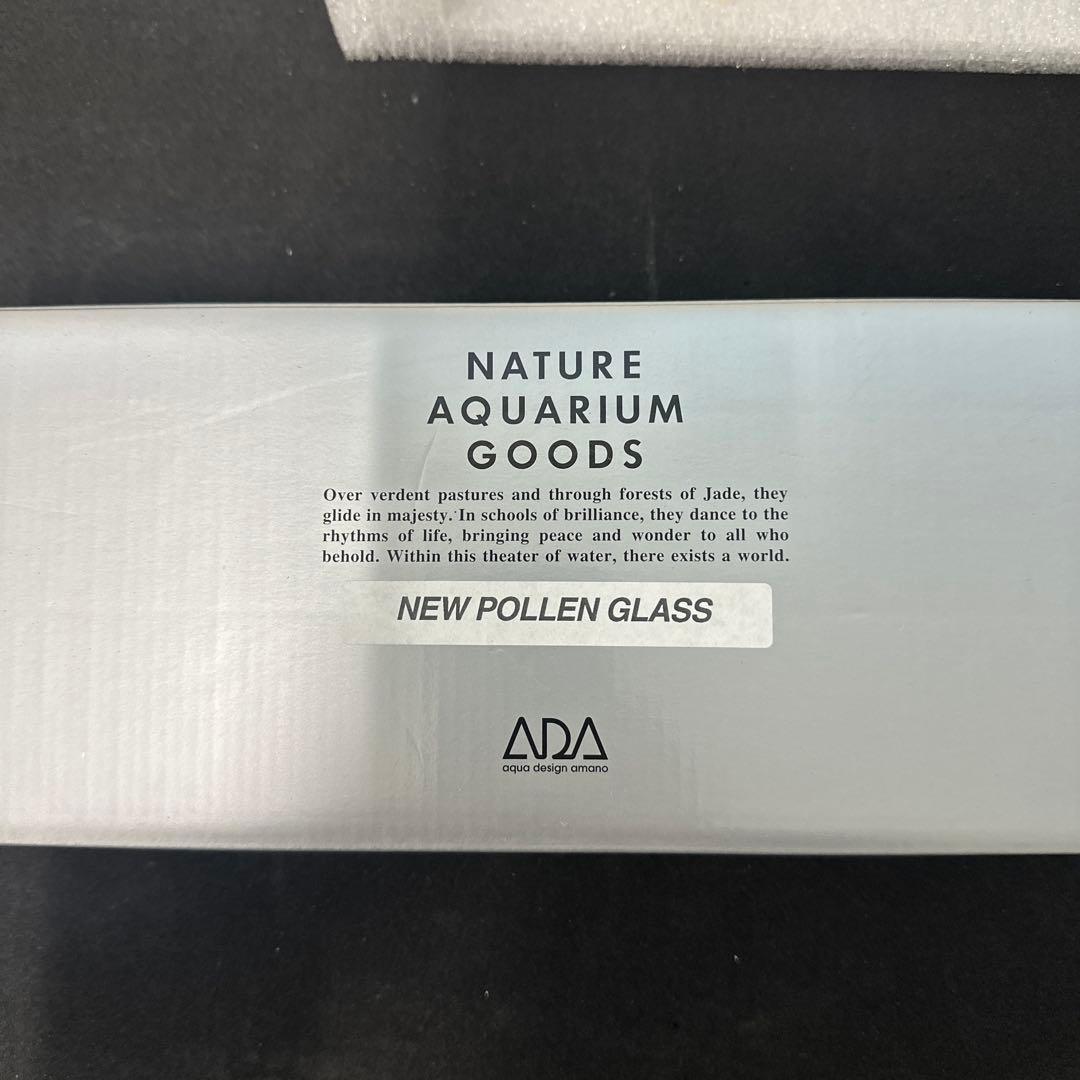 NATURE
AQUARIUM
GOODS
Over verdent pastures and through forests of Jade, they
glide in majesty. In schools of brilliance, they dance to the
rhythms of life, bringing peace and wonder to all who
behold. Within this theater of water, there exists a world.
NEW POLLEN GLASS
ADA
aqua design amano